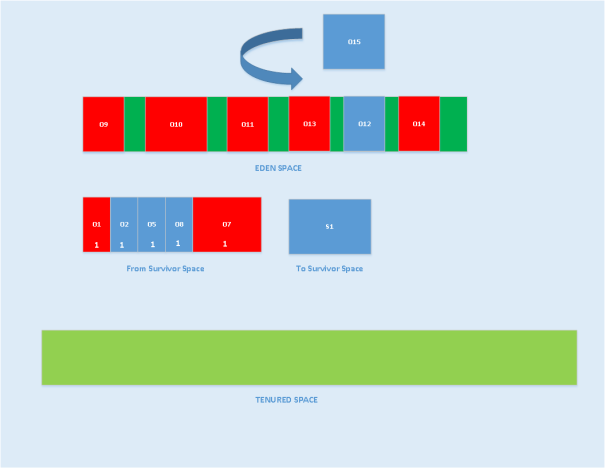 O15
O9 O10 O11 O13 O12 O14
EDEN SPACE
O1 O2 O5 O8 O7
1 1 1 1 1
S1
From Survivor Space
To Survivor Space
TENURED SPACE